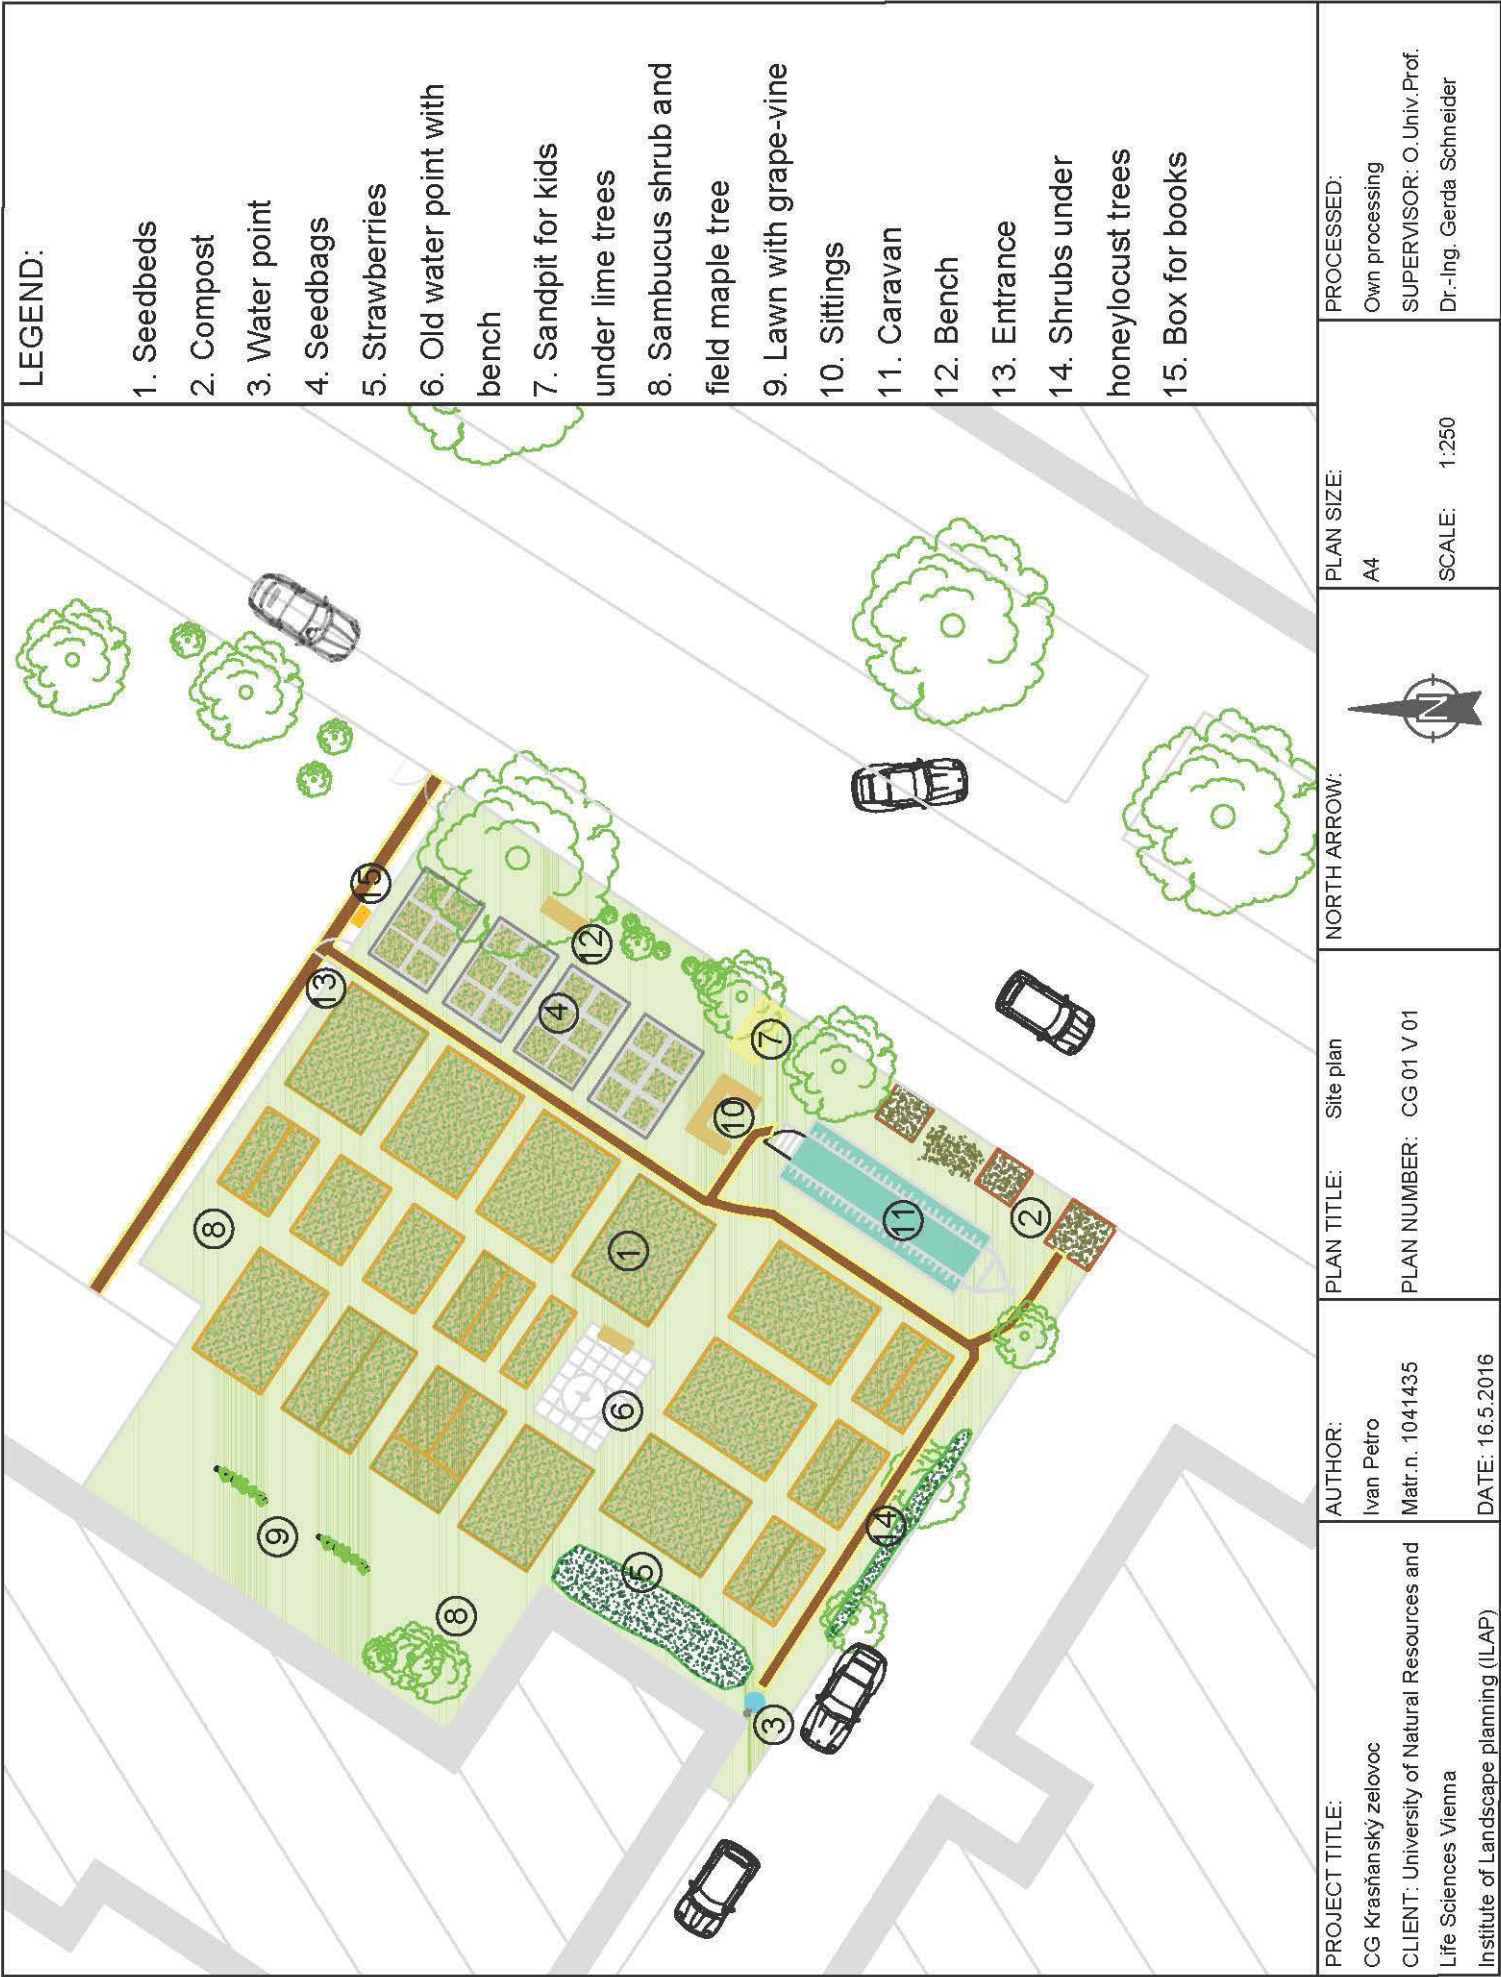 LEGEND:
1. Seedbeds
2. Compost
3. Water point
4. Seedbags
5. Strawberries
6. Old water point with
bench
7. Sandpit for kids
under lime trees
8. Sambucus shrub and
field maple tree
9. Lawn with grape-vine
10. Sittings
11. Caravan
12. Bench
13. Entrance
14. Shrubs under
honeylocust trees
15. Box for books
9
8
8
13
15
5
6
1
4
12
3
14
11
10
7
2
PROJECT TITLE:
CG Krasňanský zelovoc
CLIENT: University of Natural Resources and
Life Sciences Vienna
Institute of Landscape planning (ILAP)
AUTHOR:
Ivan Petro
Matr.n. 1041435
DATE: 16.5.2016
PLAN TITLE: Site plan
PLAN NUMBER: CG 01 V 01
NORTH ARROW:
N
PLAN SIZE:
A4
SCALE: 1:250
PROCESSED:
Own processing
SUPERVISOR: O.Univ.Prof.
Dr.-Ing. Gerda Schneider